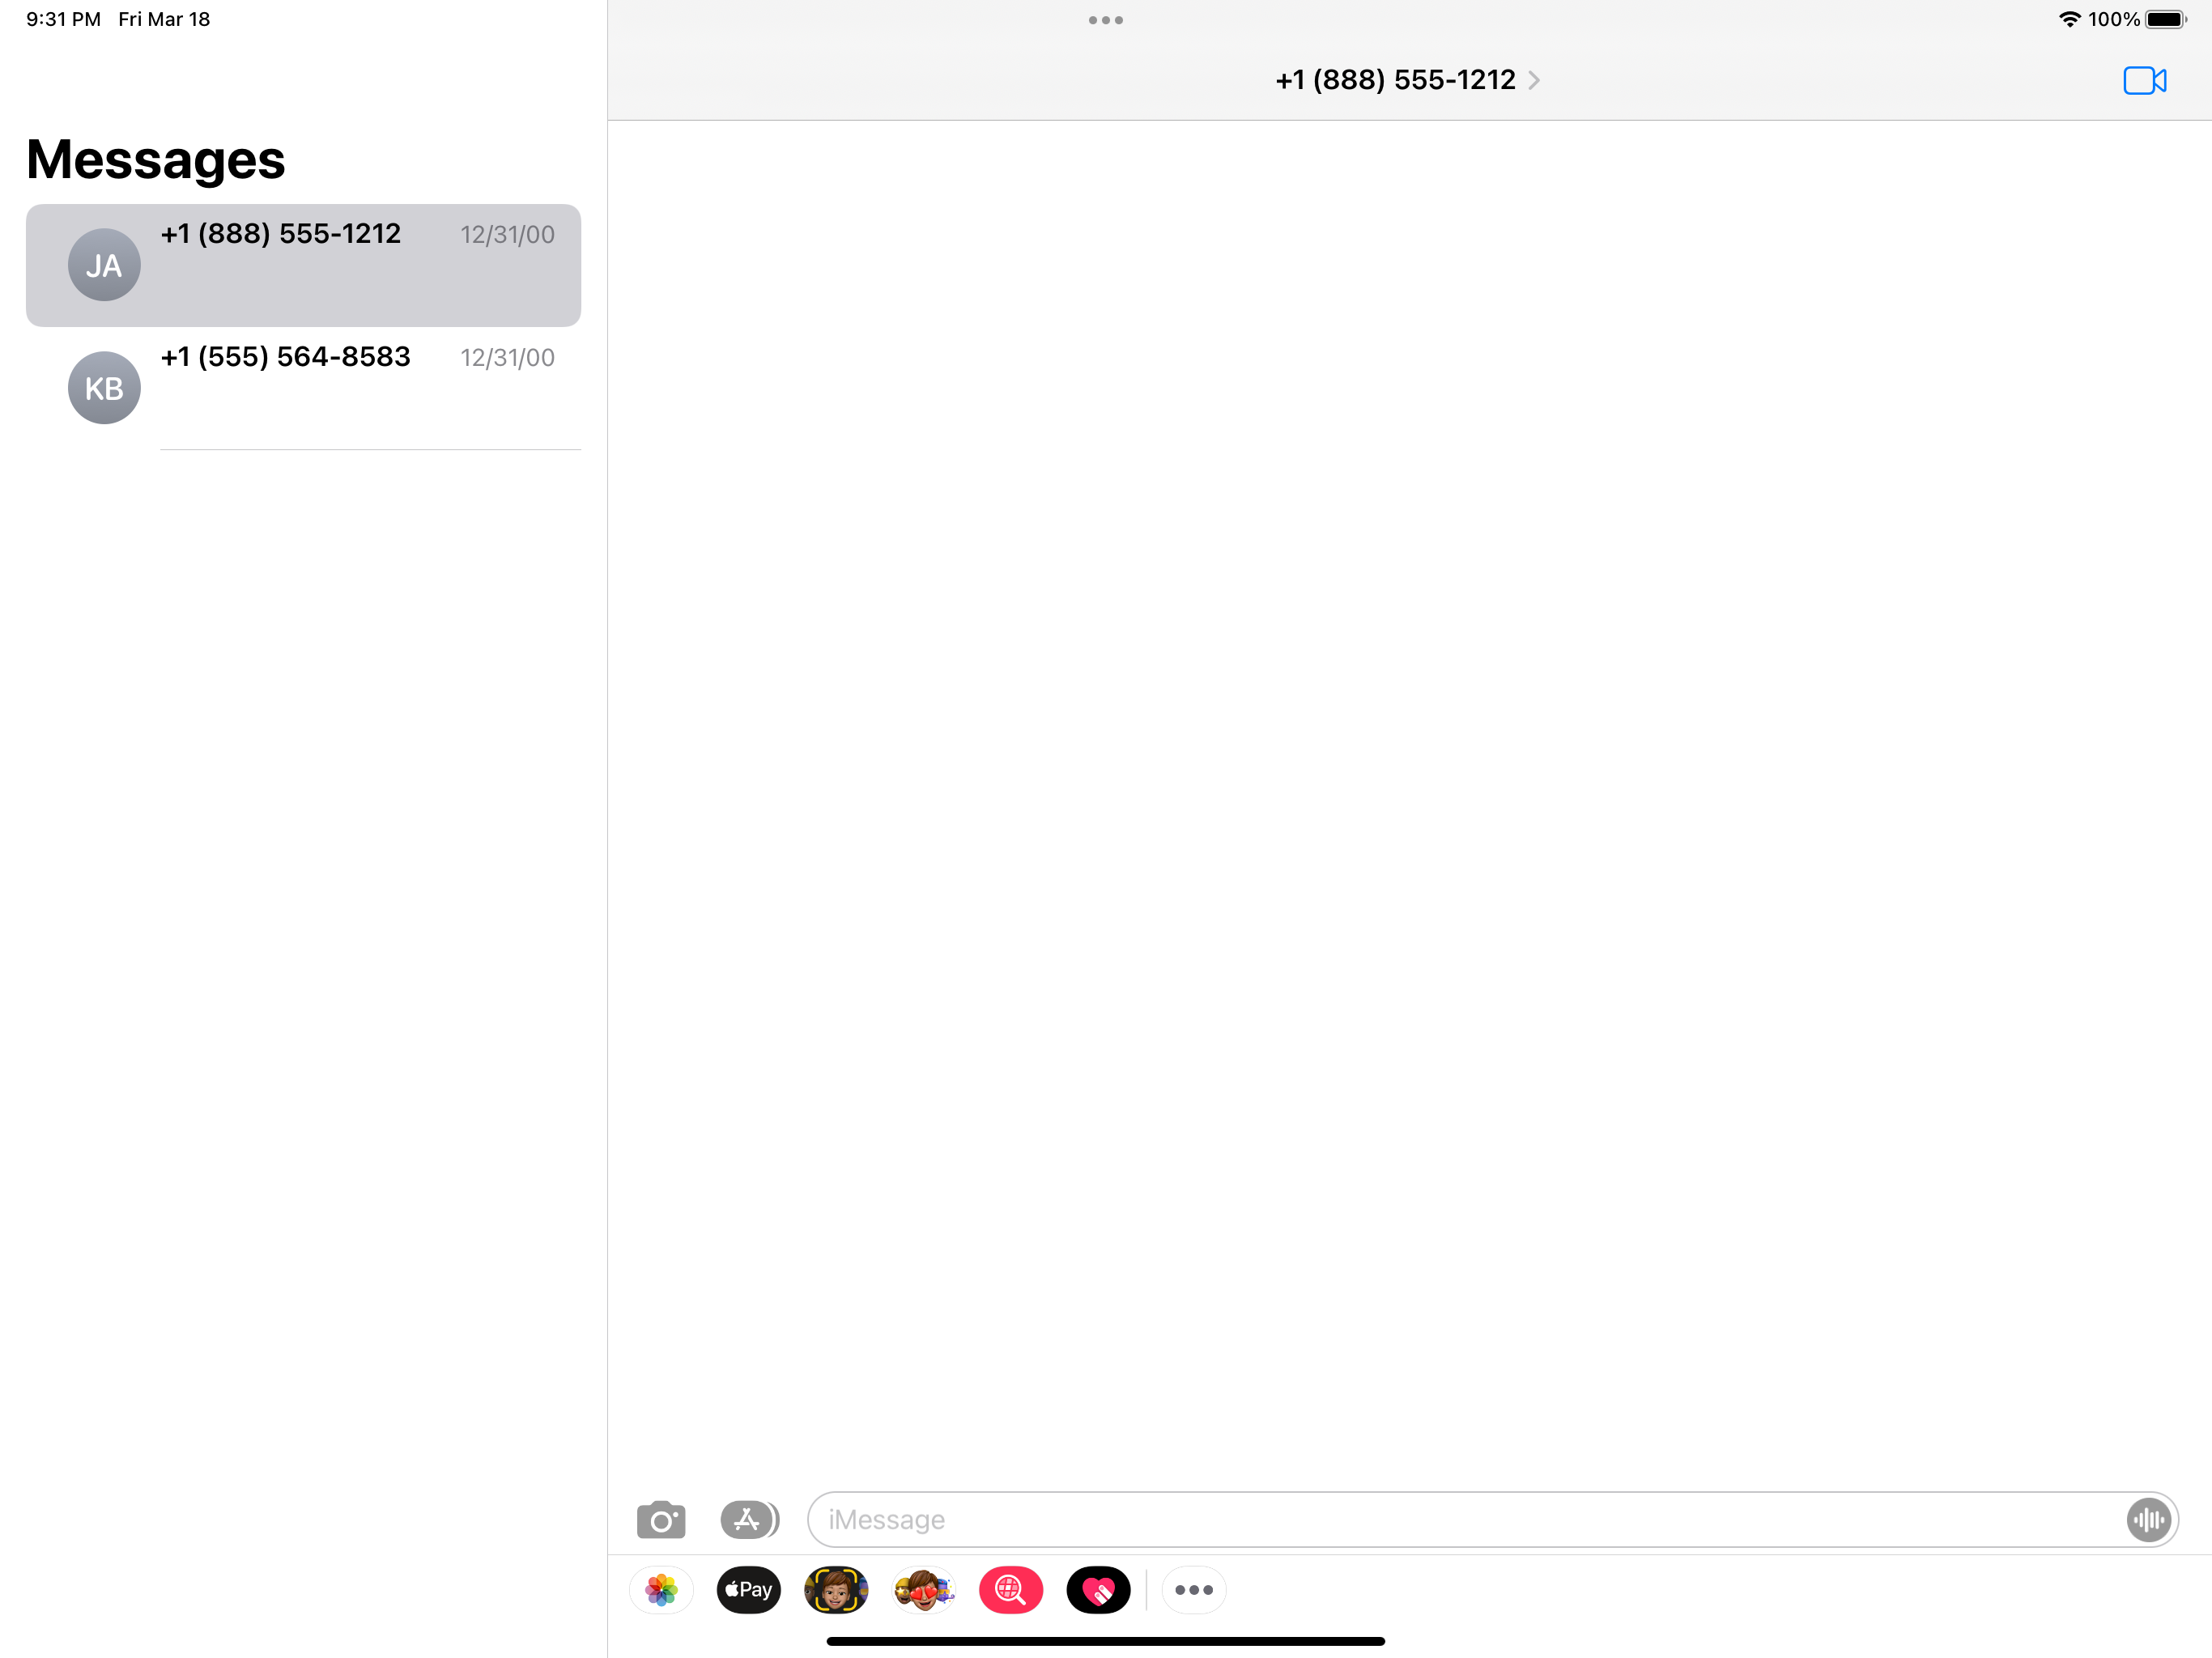 9:31 PM Fri Mar 18
100%
Messages
JA
+1 (888) 555-1212
12/31/00
KB
+1 (555) 564-8583
12/31/00
+1 (888) 555-1212
iMessage
Pay